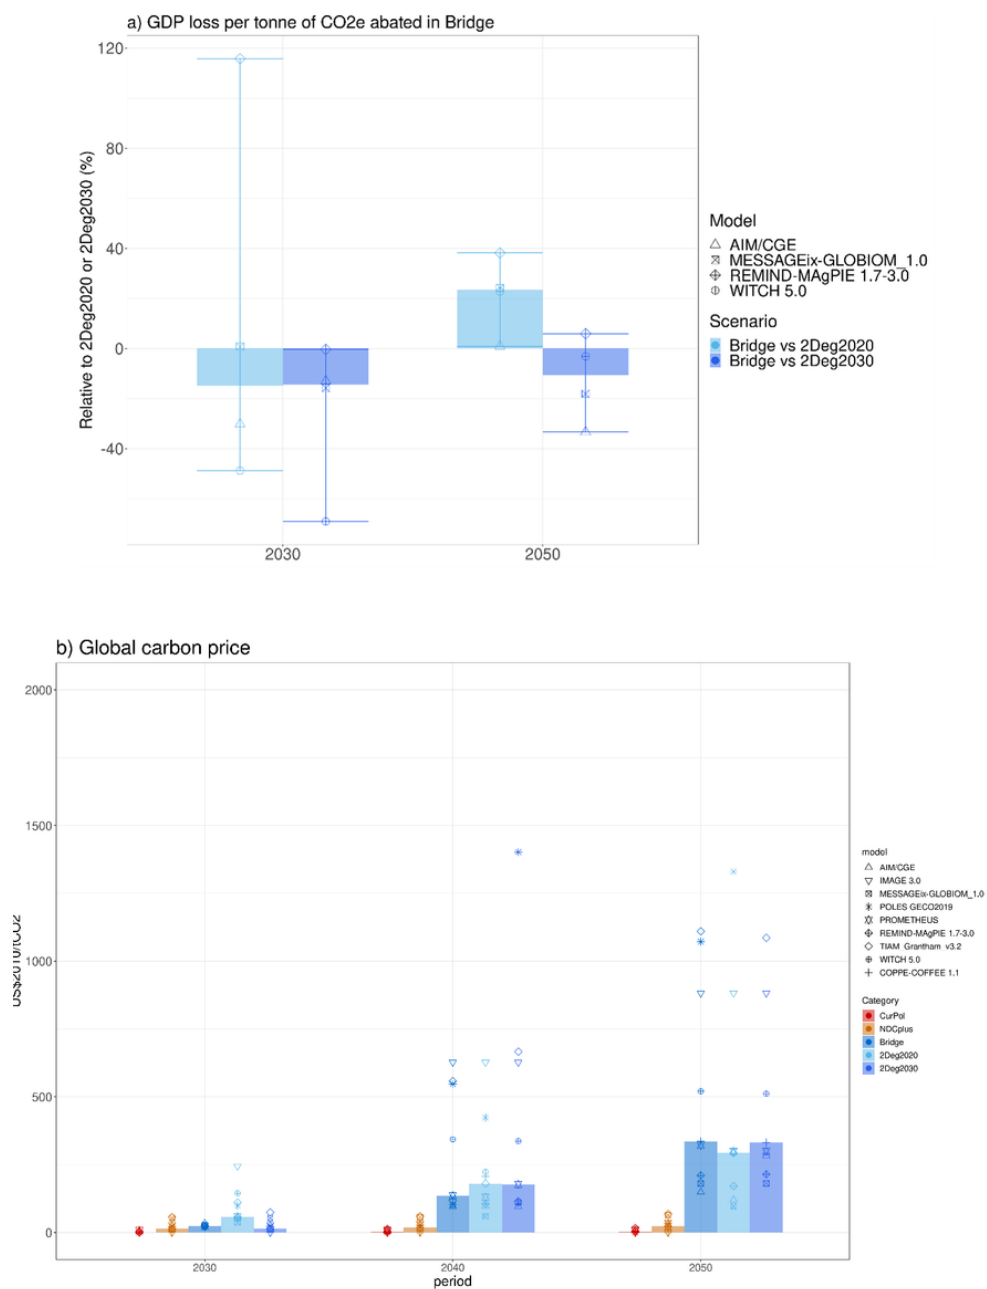 a) GDP loss per tonne of CO2e abated in Bridge
Relative to 2Deg2020 or 2Deg2030 (%)
120
80
40
0
-40
2030
2050
Model
AIM/CGE
MESSAGEix-GLOBIOM_1.0
REMIND-MAgPIE 1.7-3.0
WITCH 5.0
Scenario
Bridge vs 2Deg2020
Bridge vs 2Deg2030
b) Global carbon price
US$2010/tCO2
2000
1500
1000
500
0
2030
2040
2050
period
model
AIM/CGE
IMAGE 3.0
MESSAGEix-GLOBIOM_1.0
POLES GECO2019
PROMETHEUS
REMIND-MAgPIE 1.7-3.0
TIAM_Grantham_v3.2
WITCH 5.0
COPPE-COFFEE 1.1
Category
CurPol
NDCplus
Bridge
2Deg2020
2Deg2030